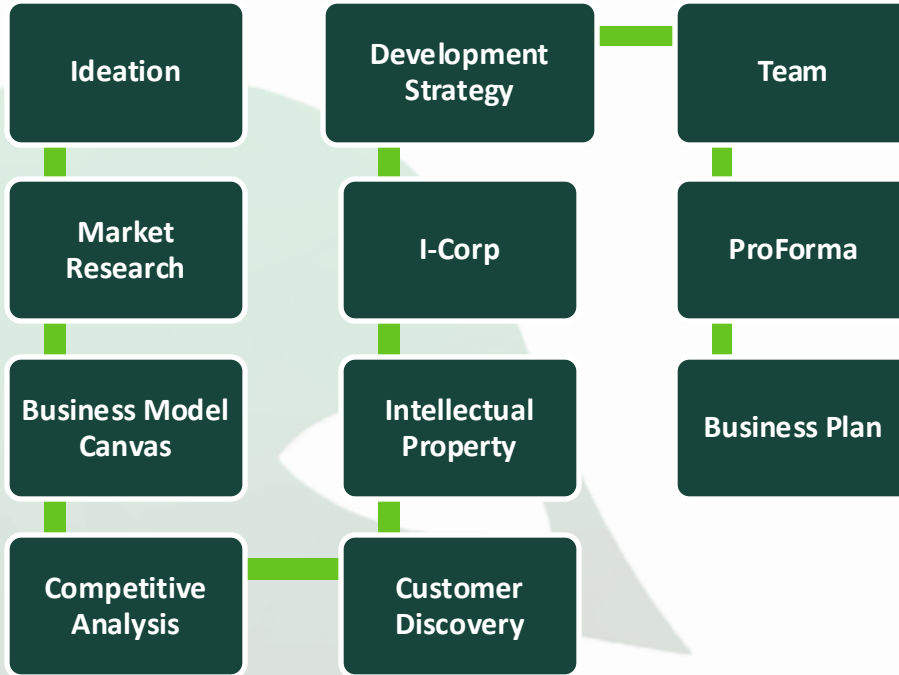 Ideation
Market
Research
Business Model
Canvas
Competitive
Analysis
Customer
Discovery
Intellectual
Property
I-Corp
Development
Strategy
Team
ProForma
Business Plan